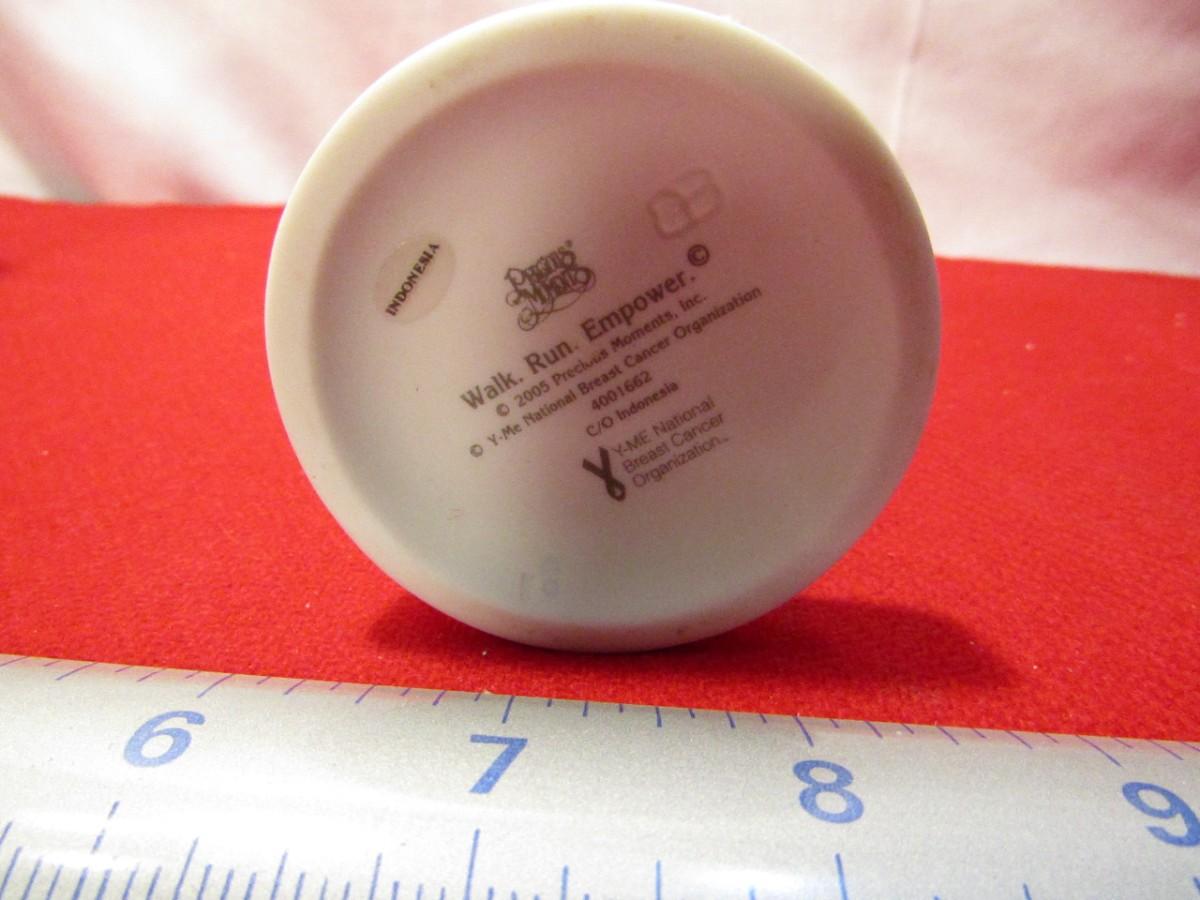 INDONESIA
Precious Moments®
Walk. Run. Empower.©
© 2005 Precious Moments, Inc.
© Y-Me National Breast Cancer Organization
4001662
C/O Indonesia
Y-ME National
Breast Cancer
Organization™
6 7 8 9